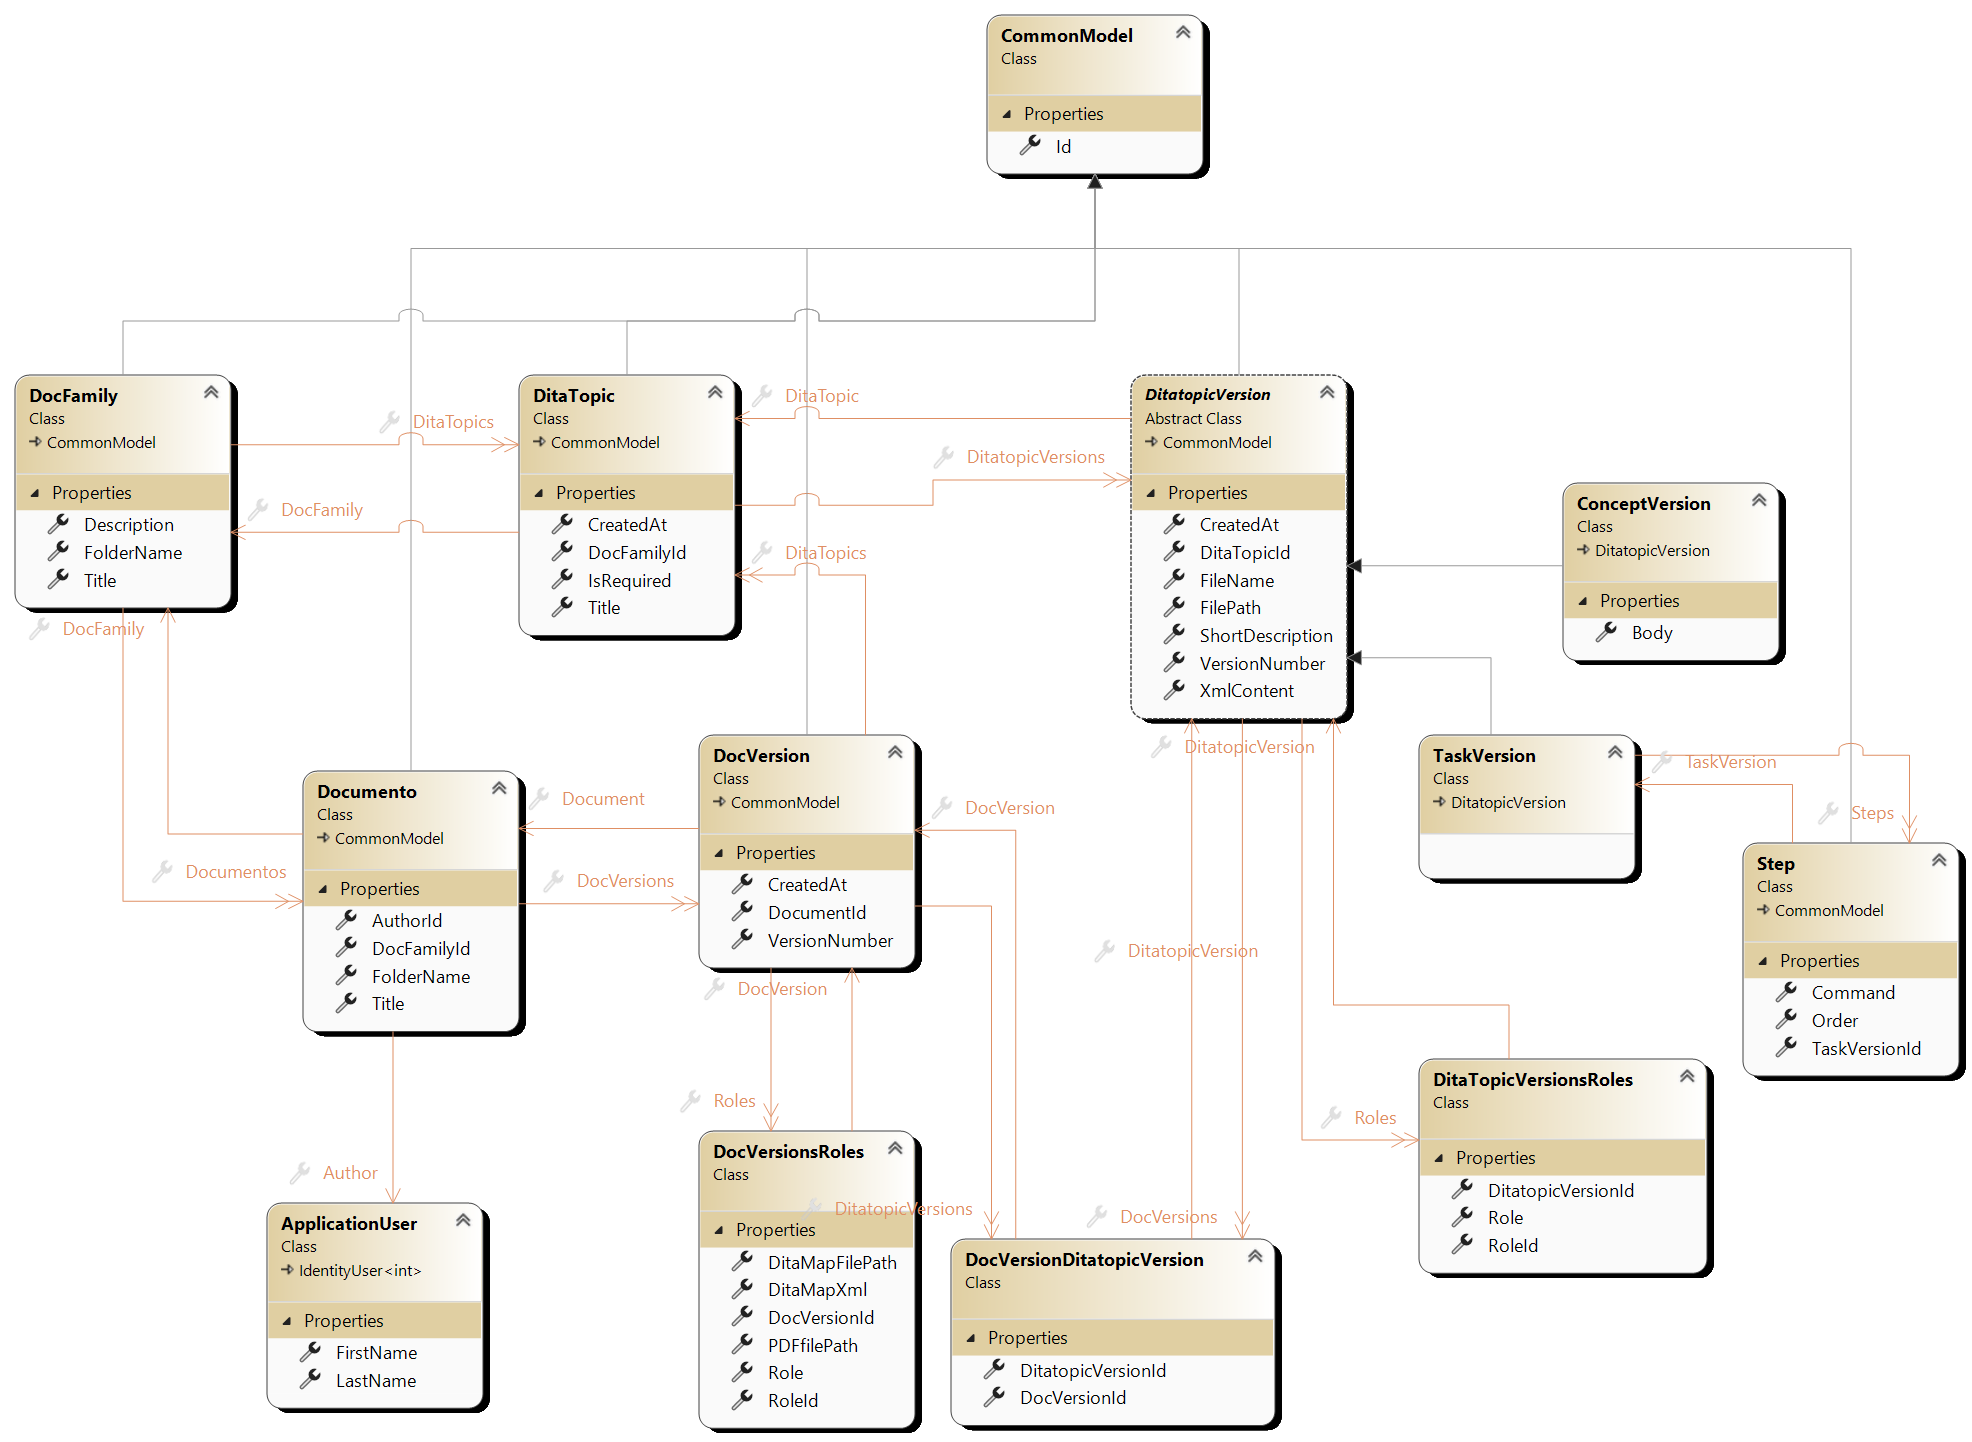 CommonModel
Class
Properties
Id
DocFamily
Class
CommonModel
Properties
Description
FolderName
Title
DitaTopics
DocFamily
DitaTopic
Class
CommonModel
Properties
CreatedAt
DocFamilyId
IsRequired
Title
DitaTopic
DitatopicVersions
DitaTopics
DitatopicVersion
Abstract Class
CommonModel
Properties
CreatedAt
DitaTopicId
FileName
FilePath
ShortDescription
VersionNumber
XmlContent
ConceptVersion
Class
DitatopicVersion
Properties
Body
DocFamily
Documentos
Documento
Class
CommonModel
Properties
AuthorId
DocFamilyId
FolderName
Title
Document
DocVersions
DocVersion
Class
CommonModel
Properties
CreatedAt
DocumentId
VersionNumber
DocVersion
DitatopicVersion
DitatopicVersion
TaskVersion
Class
DitatopicVersion
TaskVersion
Steps
Step
Class
CommonModel
Properties
Command
Order
TaskVersionId
DocVersion
Roles
DocVersionsRoles
Class
Properties
DitaMapFilePath
DitaMapXml
DocVersionId
PDFfilePath
Role
RoleId
Author
ApplicationUser
Class
IdentityUser<int>
Properties
FirstName
LastName
DitatopicVersions
DocVersions
DocVersionDitatopicVersion
Class
Properties
DitatopicVersionId
DocVersionId
Roles
DitaTopicVersionsRoles
Class
Properties
DitatopicVersionId
Role
RoleId